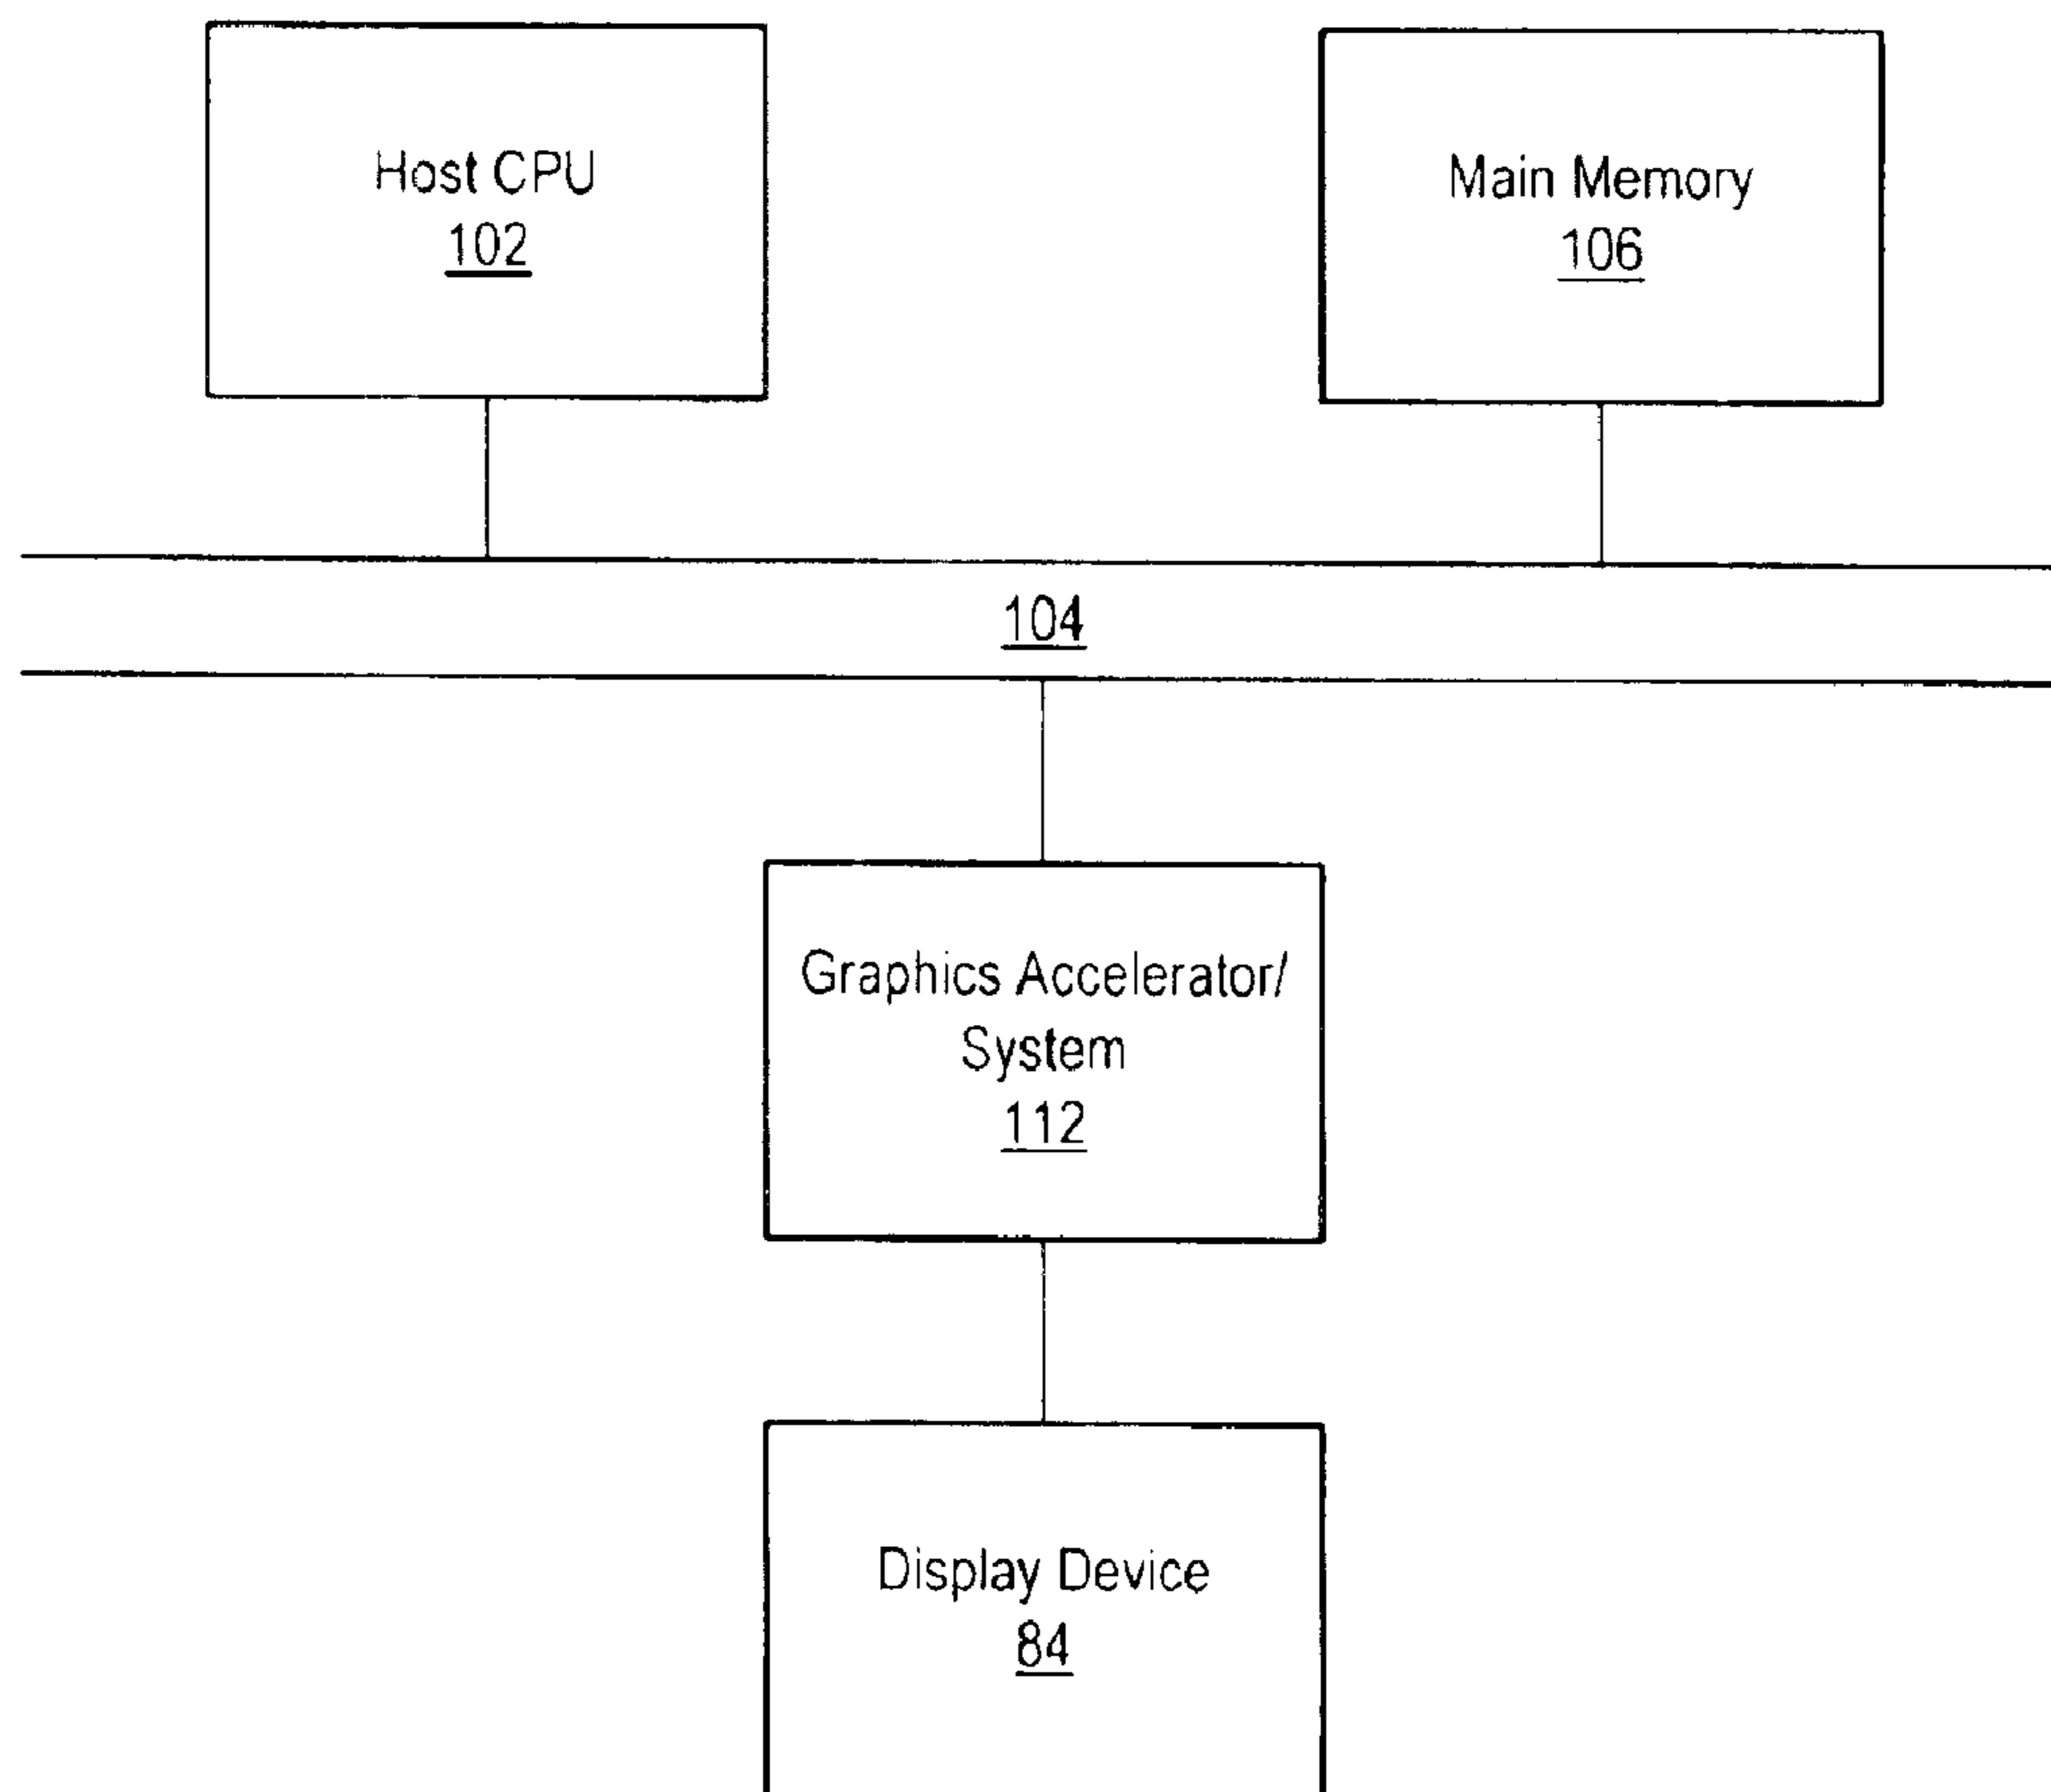 Host CPU
102
Main Memory
106
104
Graphics Accelerator/
System
112
Display Device
84